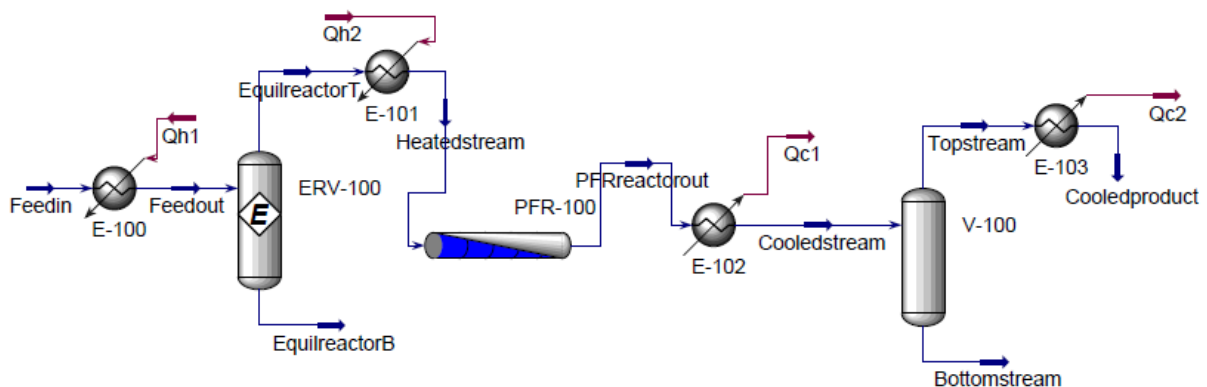 Qh2
EquilreactorT
E-101
Qh1
Heatedstream
Feedin
E-100
Feedout
ERV-100
E
EquilreactorB
PFR-100
PFRreactorout
Qc1
E-102
Cooledstream
Topstream
Qc2
E-103
Cooledproduct
V-100
Bottomstream